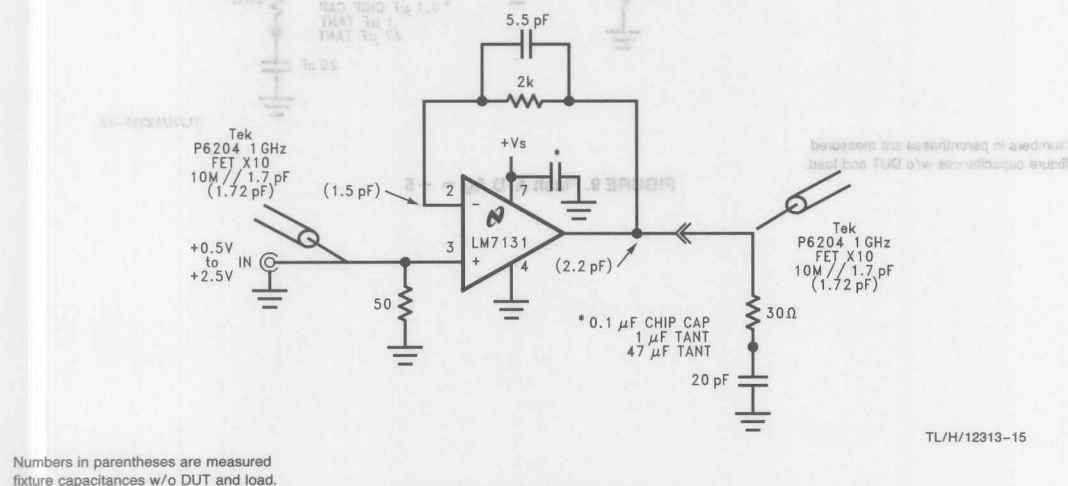 5.5 pF
2k
+Vs
*
Tek
P6204 1 GHz
FET X10
10M // 1.7 pF
(1.72 pF)
(1.5 pF)
2
7
-
LM7131
3
+
4
+0.5V
to
+2.5V
IN
50
(2.2 pF)
Tek
P6204 1 GHz
FET X10
10M // 1.7 pF
(1.72 pF)
30Ω
* 0.1 μF CHIP CAP
1 μF TANT
47 μF TANT
20 pF
TL/H/12313–15
Numbers in parentheses are measured
fixture capacitances w/o DUT and load.